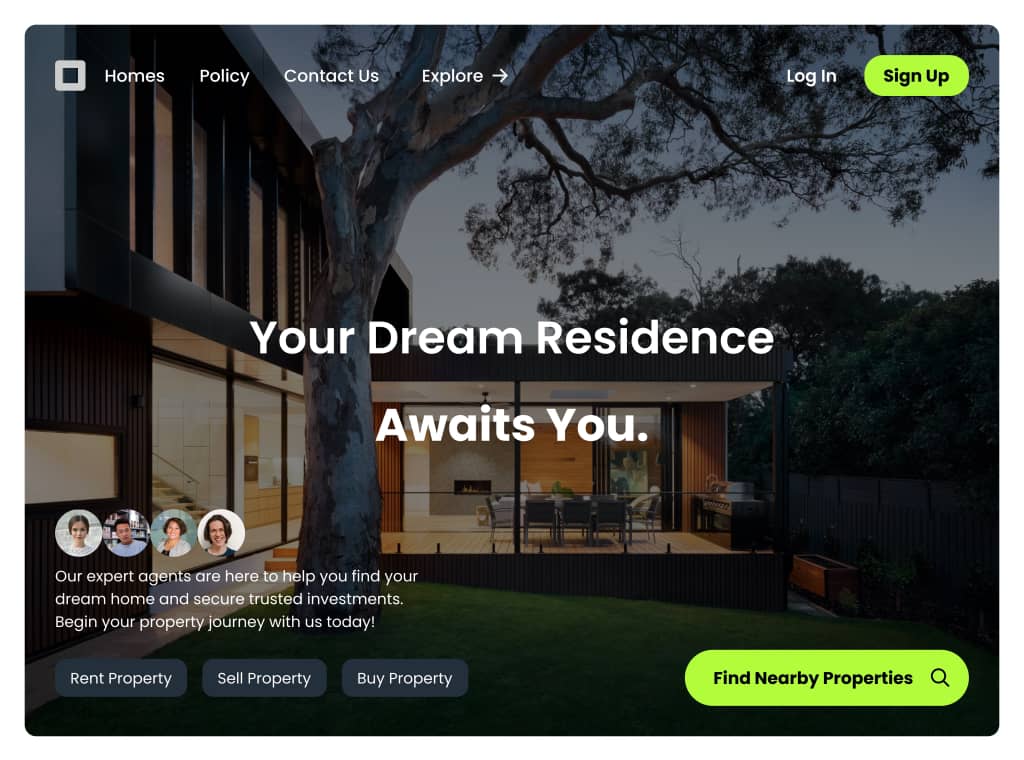 Homes
Policy
Contact Us
Explore →
Log In
Sign Up
Your Dream Residence
Awaits You.
Our expert agents are here to help you find your
dream home and secure trusted investments.
Begin your property journey with us today!
Rent Property
Sell Property
Buy Property
Find Nearby Properties